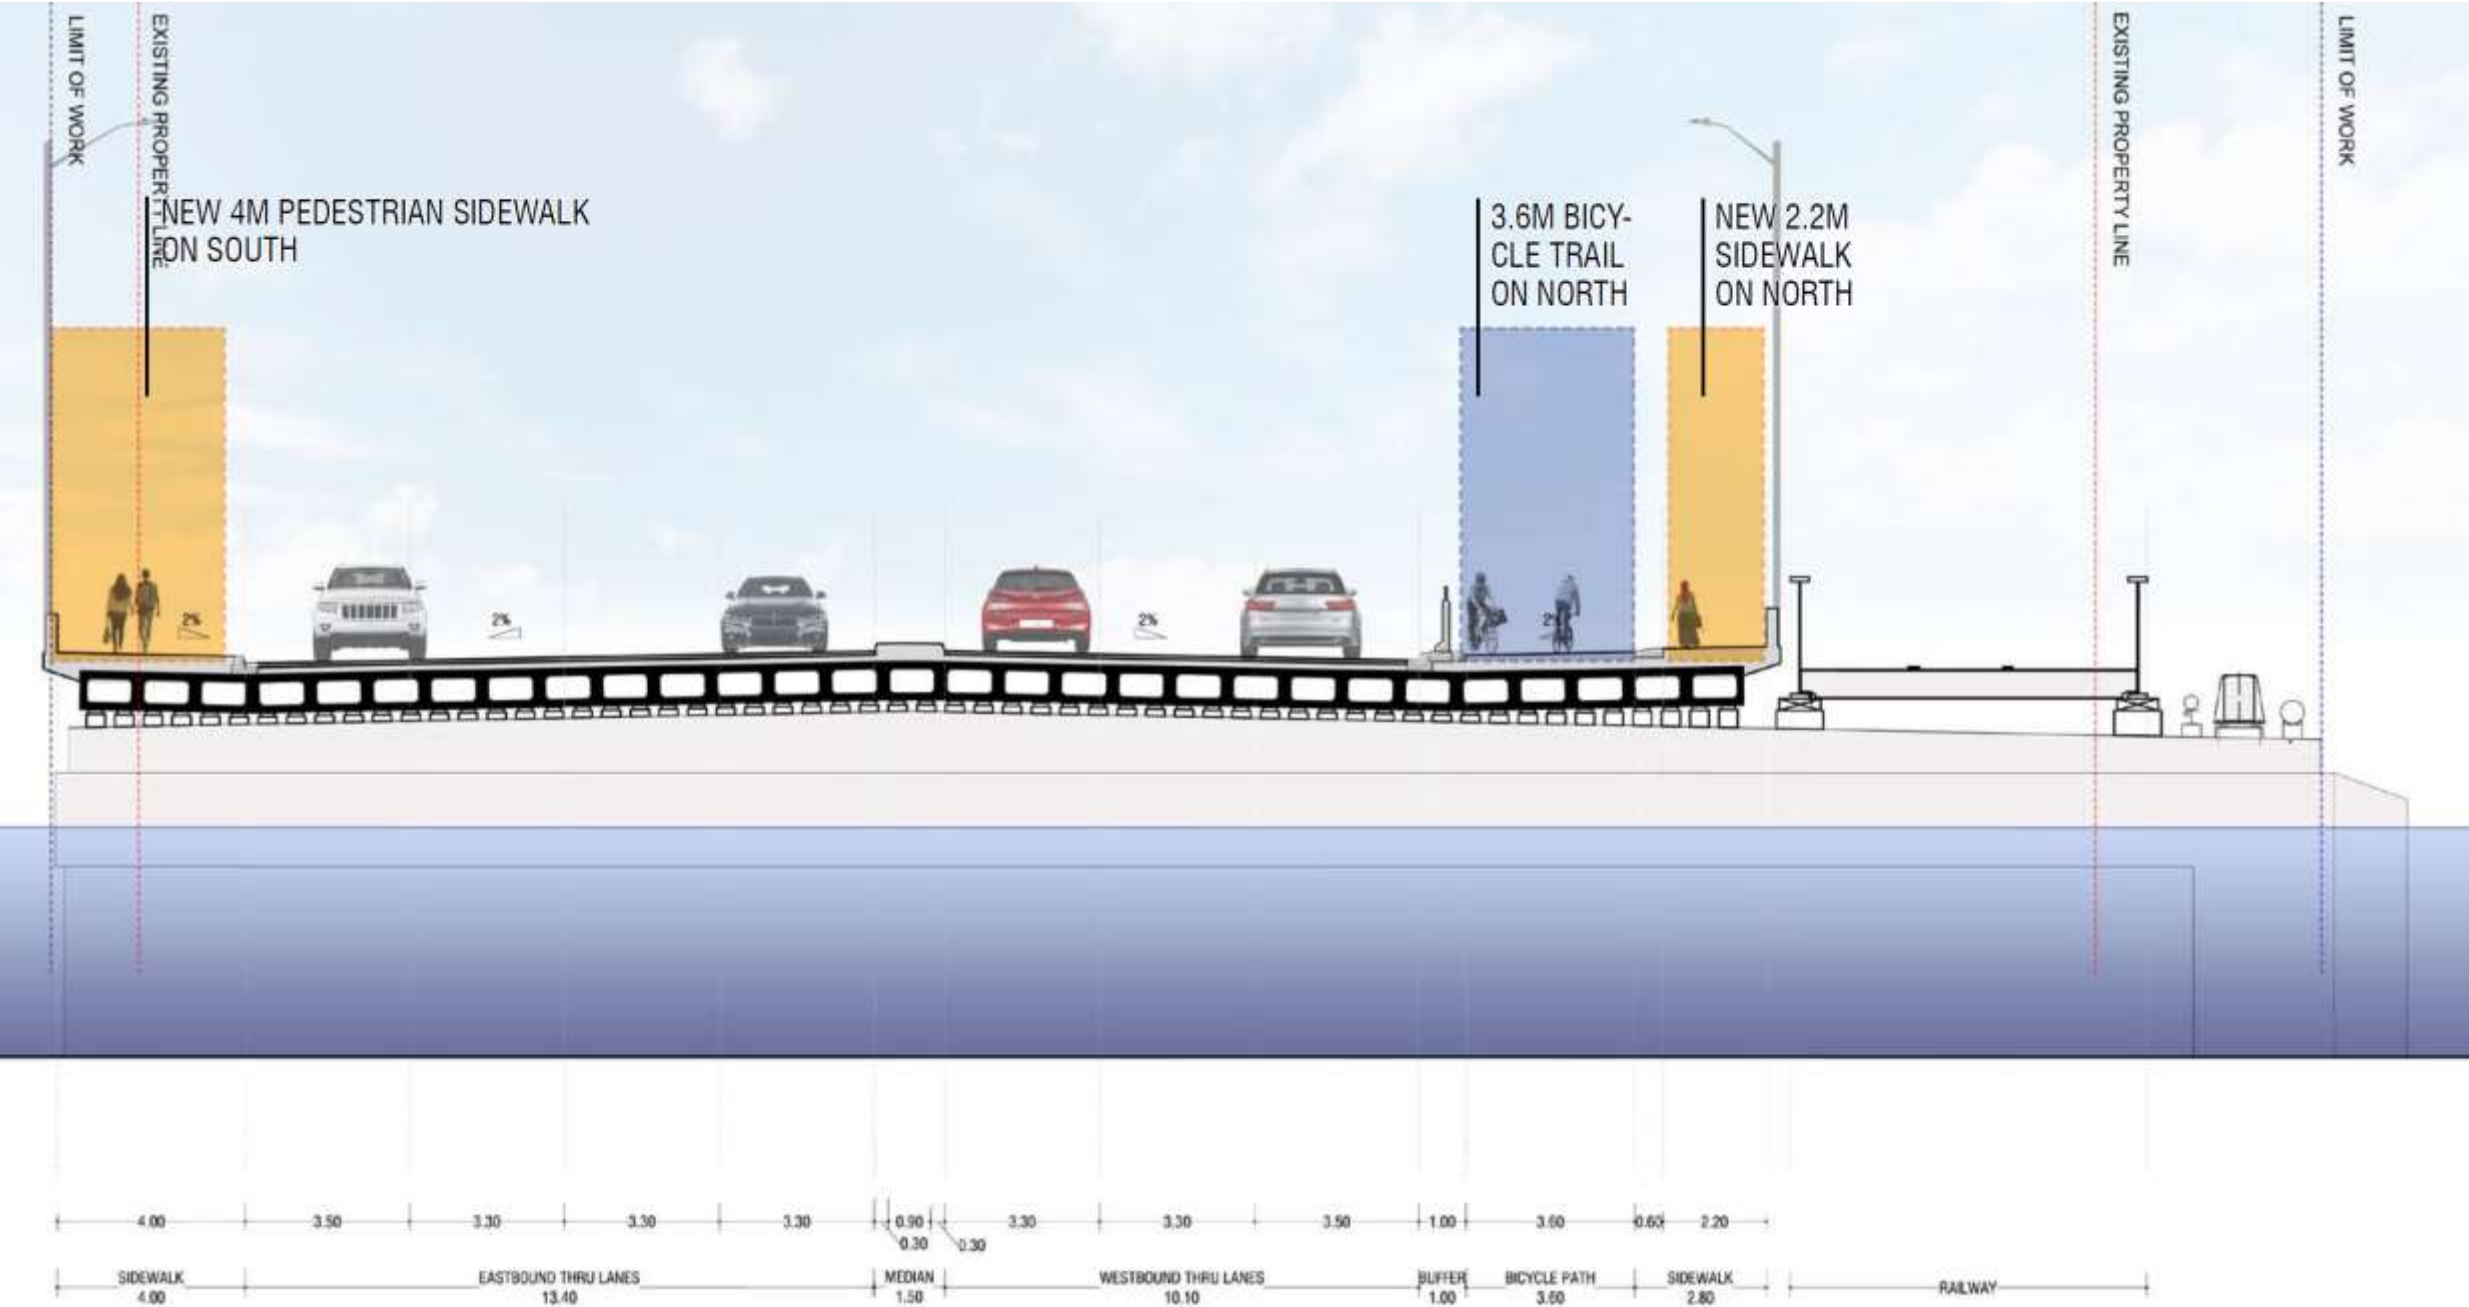 LIMIT OF WORK
EXISTING PROPERTY LINE
EXISTING PROPERTY LINE
LIMIT OF WORK
NEW 4M PEDESTRIAN SIDEWALK
ON SOUTH
3.6M BICY-
CLE TRAIL
ON NORTH
NEW 2.2M
SIDEWALK
ON NORTH
2% 2% 2%
4.00 3.50 3.30 3.30 3.30 0.90 3.30 3.30 3.50 1.00 3.60 2.20
0.30 0.30
SIDEWALK EASTBOUND THRU LANES MEDIAN WESTBOUND THRU LANES BUFFER BICYCLE PATH SIDEWALK RAILWAY
4.00 13.40 1.50 10.10 1.00 3.60 2.80